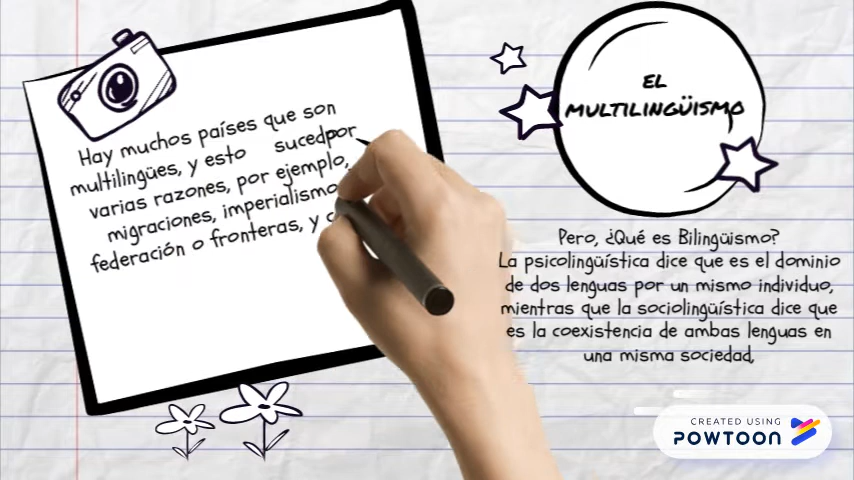 Hay muchos países que son
multilingües, y esto sucede por
varias razones, por ejemplo,
migraciones, imperialismo
federación o fronteras, y
EL
MULTILINGÜISMO
Pero, ¿Qué es Bilingüismo?
La psicolingüística dice que es el dominio
de dos lenguas por un mismo individuo,
mientras que la sociolingüística dice que
es la coexistencia de ambas lenguas en
una misma sociedad,
CREATED USING
POWTOON